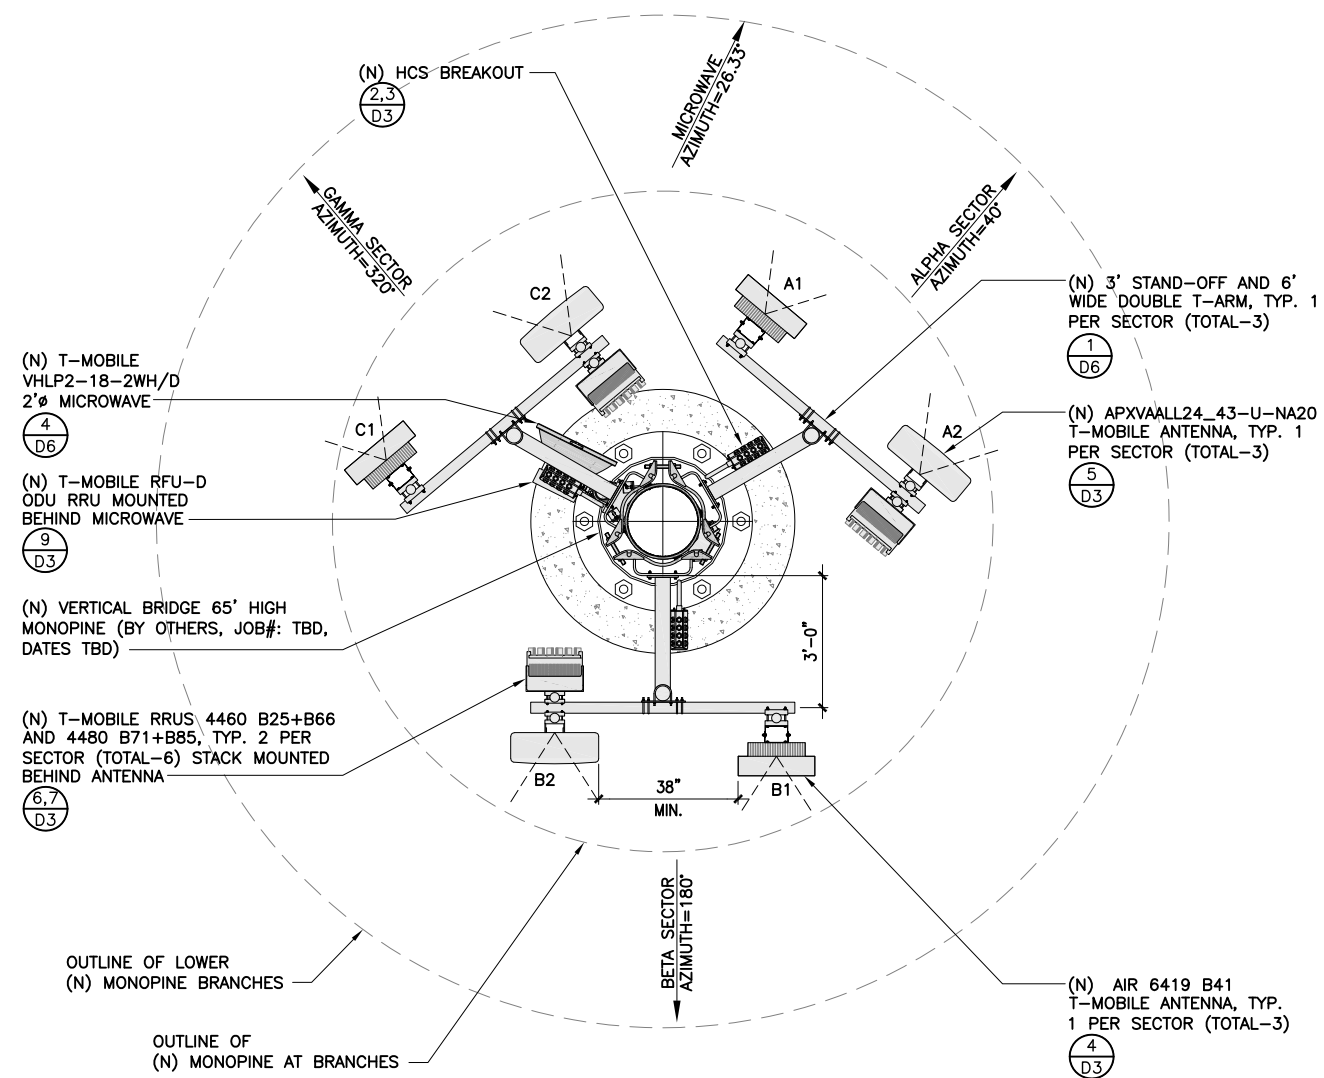 (N) HCS BREAKOUT
2,3
D3
MICROWAVE
AZIMUTH=26.33°
GAMMA SECTOR
AZIMUTH=320°
ALPHA SECTOR
AZIMUTH=40°
(N) 3' STAND-OFF AND 6'
WIDE DOUBLE T-ARM, TYP. 1
PER SECTOR (TOTAL-3)
1
D6
C2
A1
(N) T-MOBILE
VHLP2-18-2WH/D
2'ø MICROWAVE
4
D6
C1
A2
(N) APXVAALL24_43-U-NA20
T-MOBILE ANTENNA, TYP. 1
PER SECTOR (TOTAL-3)
5
D3
(N) T-MOBILE RFU-D
ODU RRU MOUNTED
BEHIND MICROWAVE
9
D3
(N) VERTICAL BRIDGE 65' HIGH
MONOPINE (BY OTHERS, JOB#: TBD,
DATES TBD)
3'-0"
(N) T-MOBILE RRUS 4460 B25+B66
AND 4480 B71+B85, TYP. 2 PER
SECTOR (TOTAL-6) STACK MOUNTED
BEHIND ANTENNA
6,7
D3
B2
38"
MIN.
B1
BETA SECTOR
AZIMUTH=180°
OUTLINE OF LOWER
(N) MONOPINE BRANCHES
OUTLINE OF
(N) MONOPINE AT BRANCHES
(N) AIR 6419 B41
T-MOBILE ANTENNA, TYP.
1 PER SECTOR (TOTAL-3)
4
D3